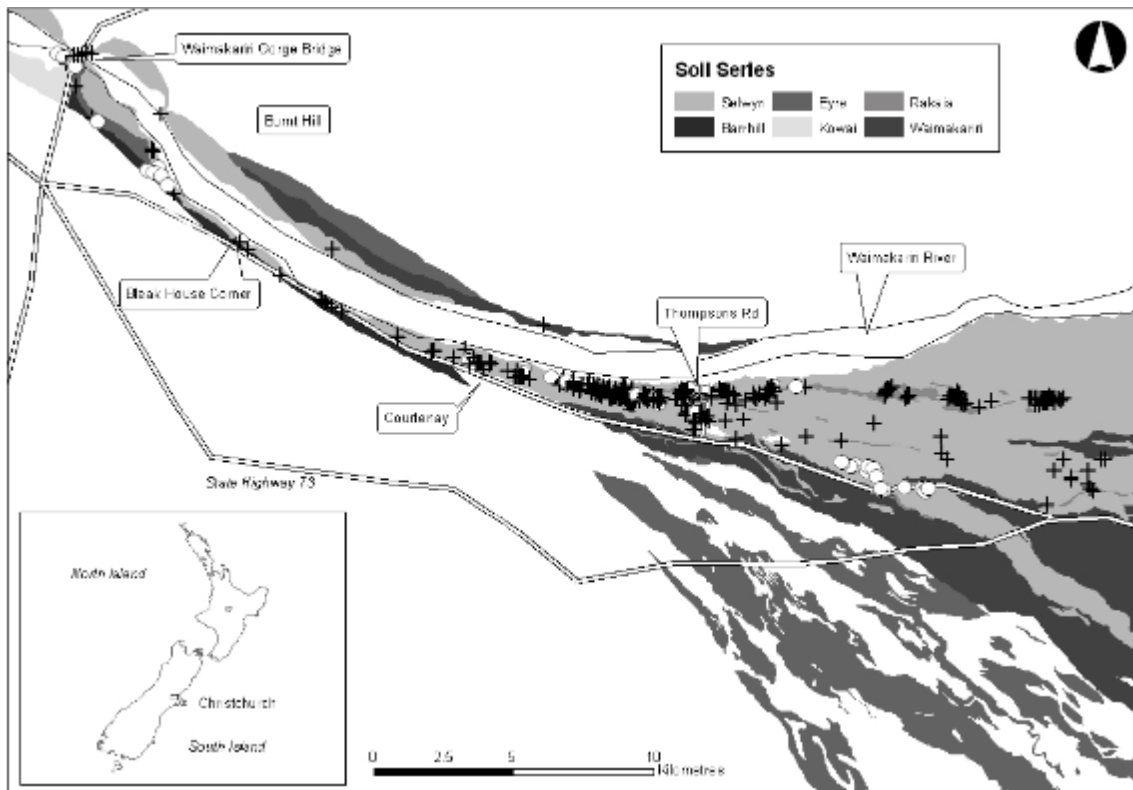 Waimakariri Gorge Bridge
Burnt Hill
Soil Series
Selwyn Eyre Rakaia
Barrhill Kowai Waimakariri
Waimakariri River
Bleak House Corner
Thompsons Rd
Courtenay
State Highway 73
North Island
Christchurch
South Island
0 2.5 5 10
Kilometres